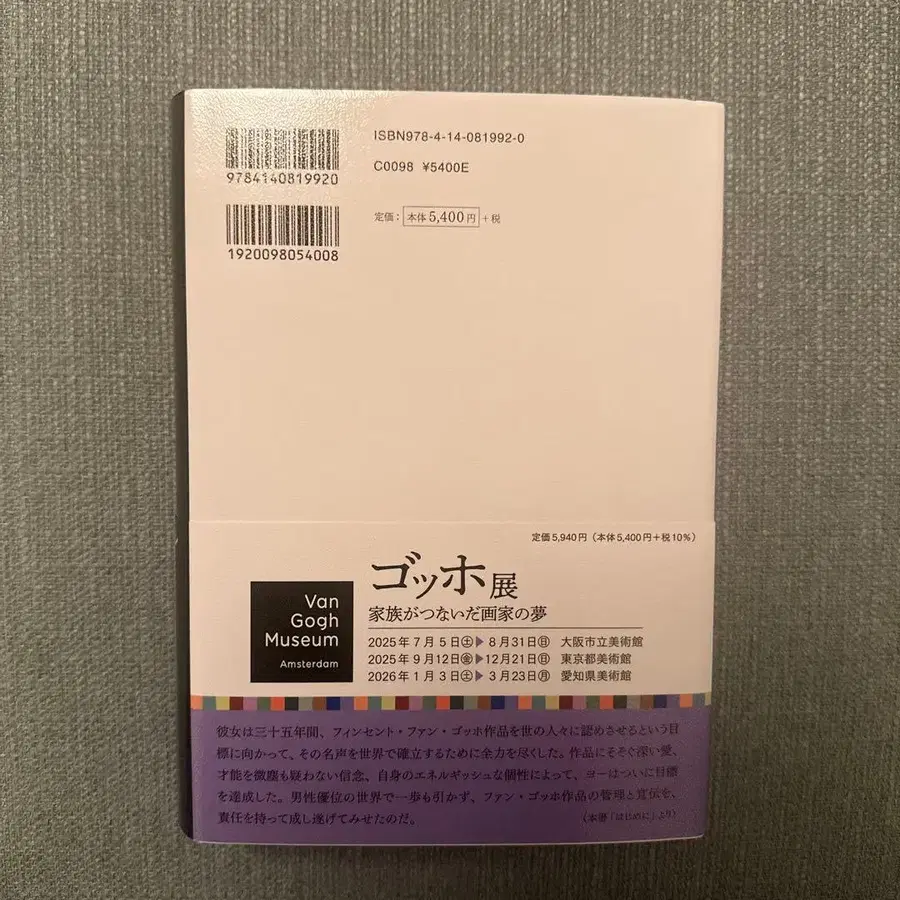 ISBN978-4-14-081992-0
9784140819920
C0098 ¥5400E
定価：本体5,400円+税
1920098054008
定価5,940円（本体5,400円+税10%）
Van
Gogh
Museum
Amsterdam
ゴッホ展
家族がつないだ画家の夢
2025年7月5日㊏▶8月31日㊐ 大阪市立美術館
2025年9月12日㊎▶12月21日㊐ 東京都美術館
2026年1月3日㊏▶3月23日㊊ 愛知県美術館
彼女は三十五年間、フィンセント・ファン・ゴッホ作品を世の人々に認めさせるという目
標に向かって、その名声を世界で確立するために全力を尽くした。作品にそそぐ深い愛、
才能を微塵も疑わない信念、自身のエネルギッシュな個性によって、ヨーはついに目標
を達成した。男性優位の世界で一歩も引かず、ファン・ゴッホ作品の管理と宣伝を、
責任を持って成し遂げてみせたのだ。
（本書「はじめに」より）